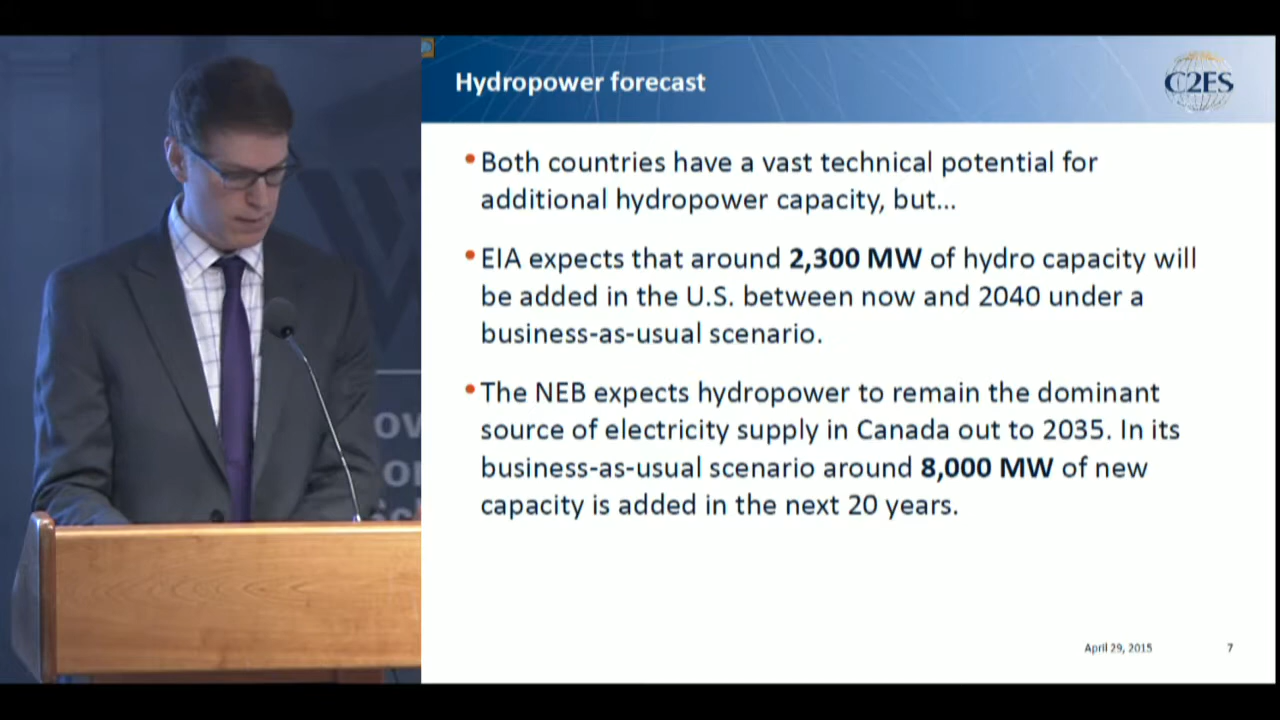 Hydropower forecast
C2ES
•Both countries have a vast technical potential for
additional hydropower capacity, but...
•EIA expects that around 2,300 MW of hydro capacity will
be added in the U.S. between now and 2040 under a
business-as-usual scenario.
•The NEB expects hydropower to remain the dominant
source of electricity supply in Canada out to 2035. In its
business-as-usual scenario around 8,000 MW of new
capacity is added in the next 20 years.
April 29, 2015
7